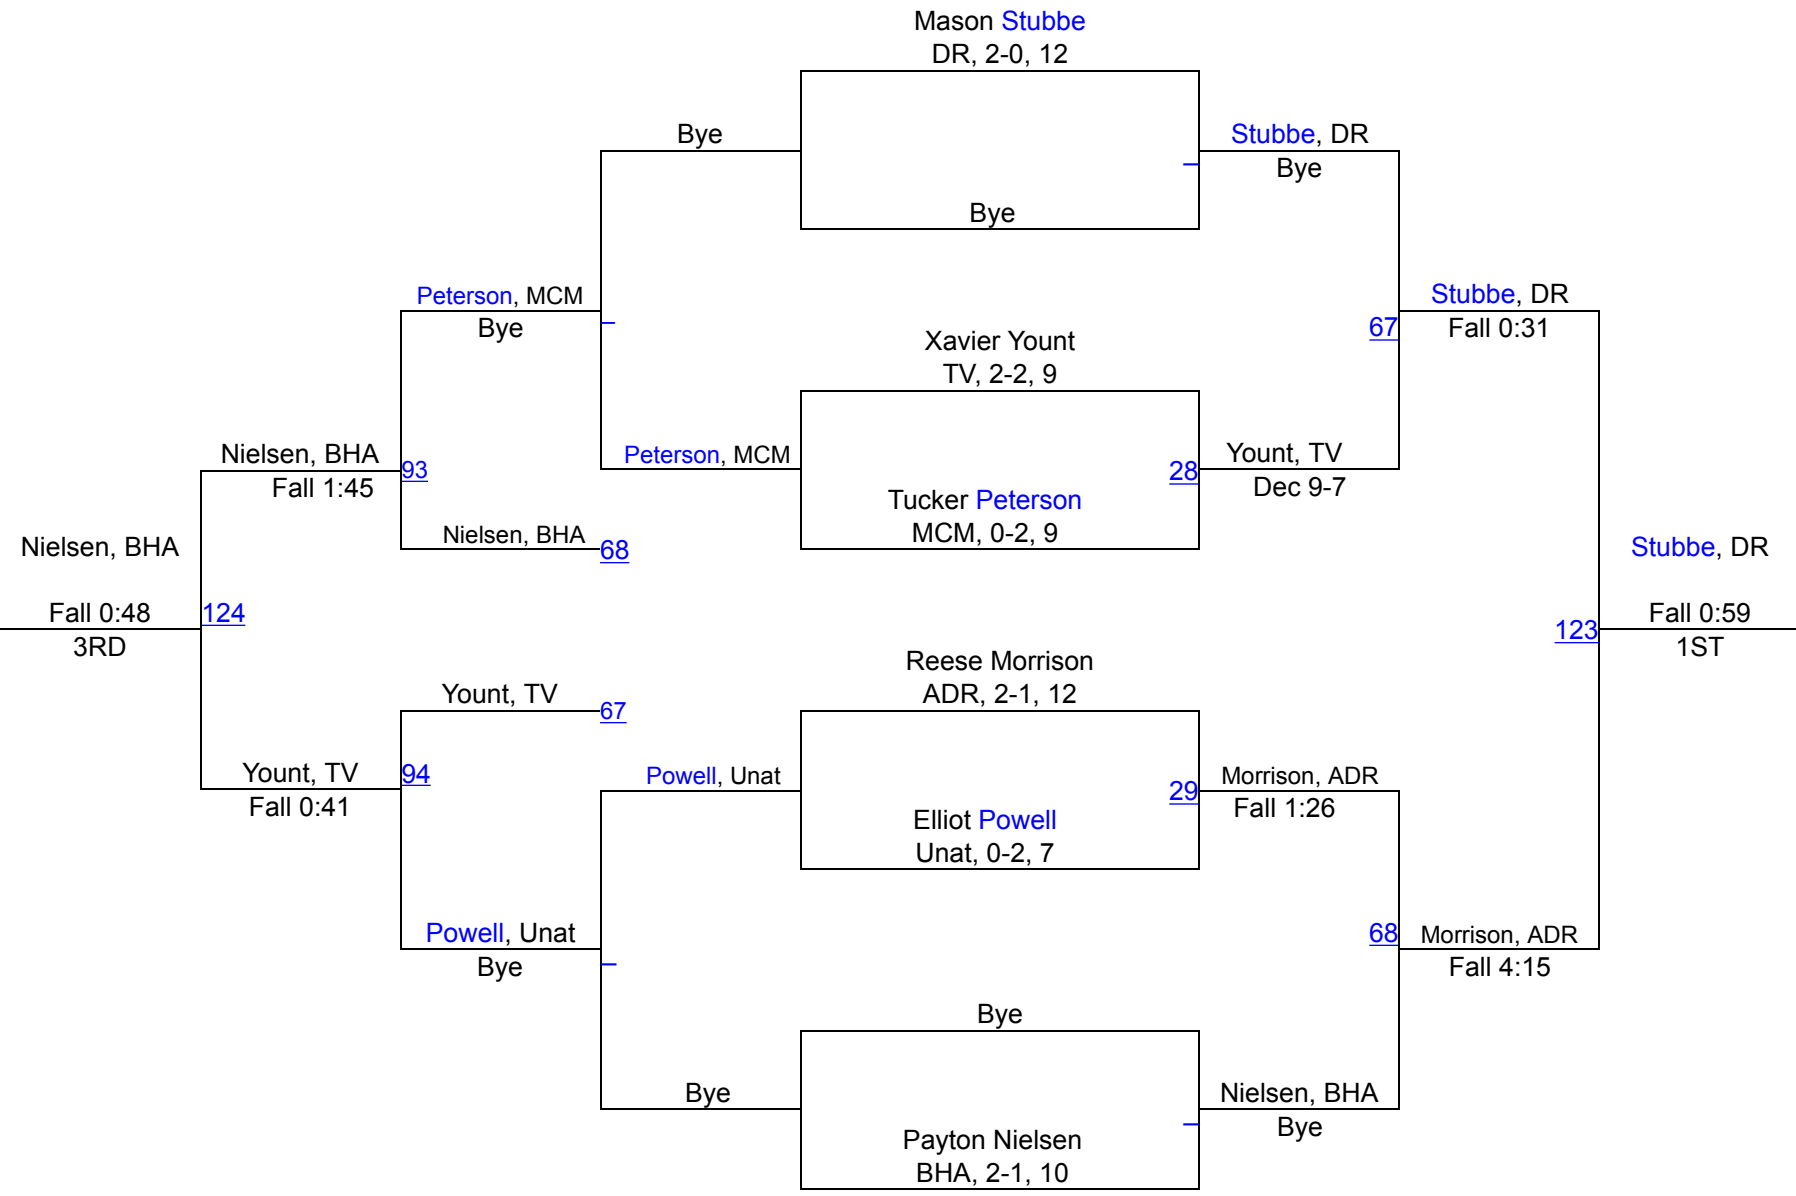 Mason Stubbe
DR, 2-0, 12
Bye
Stubbe, DR
Bye
Bye
Peterson, MCM
Bye
Stubbe, DR
67
Fall 0:31
Xavier Yount
TV, 2-2, 9
Nielsen, BHA
93
Fall 1:45
Peterson, MCM
28
Yount, TV
Dec 9-7
Tucker Peterson
MCM, 0-2, 9
Nielsen, BHA
68
Nielsen, BHA
Fall 0:48
124
3RD
Stubbe, DR
Fall 0:59
123
1ST
Reese Morrison
ADR, 2-1, 12
Yount, TV
67
Yount, TV
94
Fall 0:41
Powell, Unat
29
Morrison, ADR
Fall 1:26
Elliot Powell
Unat, 0-2, 7
Powell, Unat
Bye
68
Morrison, ADR
Fall 4:15
Bye
Bye
Nielsen, BHA
Bye
Payton Nielsen
BHA, 2-1, 10